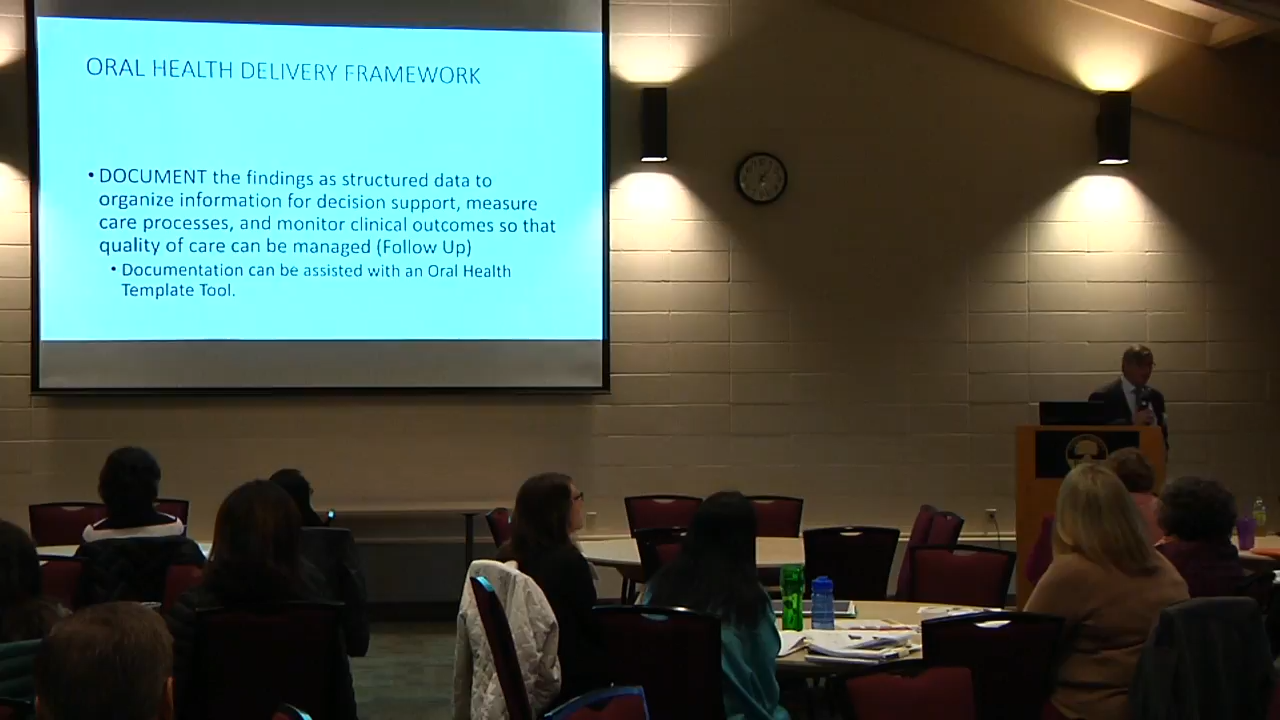 ORAL HEALTH DELIVERY FRAMEWORK
• DOCUMENT the findings as structured data to
organize information for decision support, measure
care processes, and monitor clinical outcomes so that
quality of care can be managed (Follow Up)
• Documentation can be assisted with an Oral Health
Template Tool.